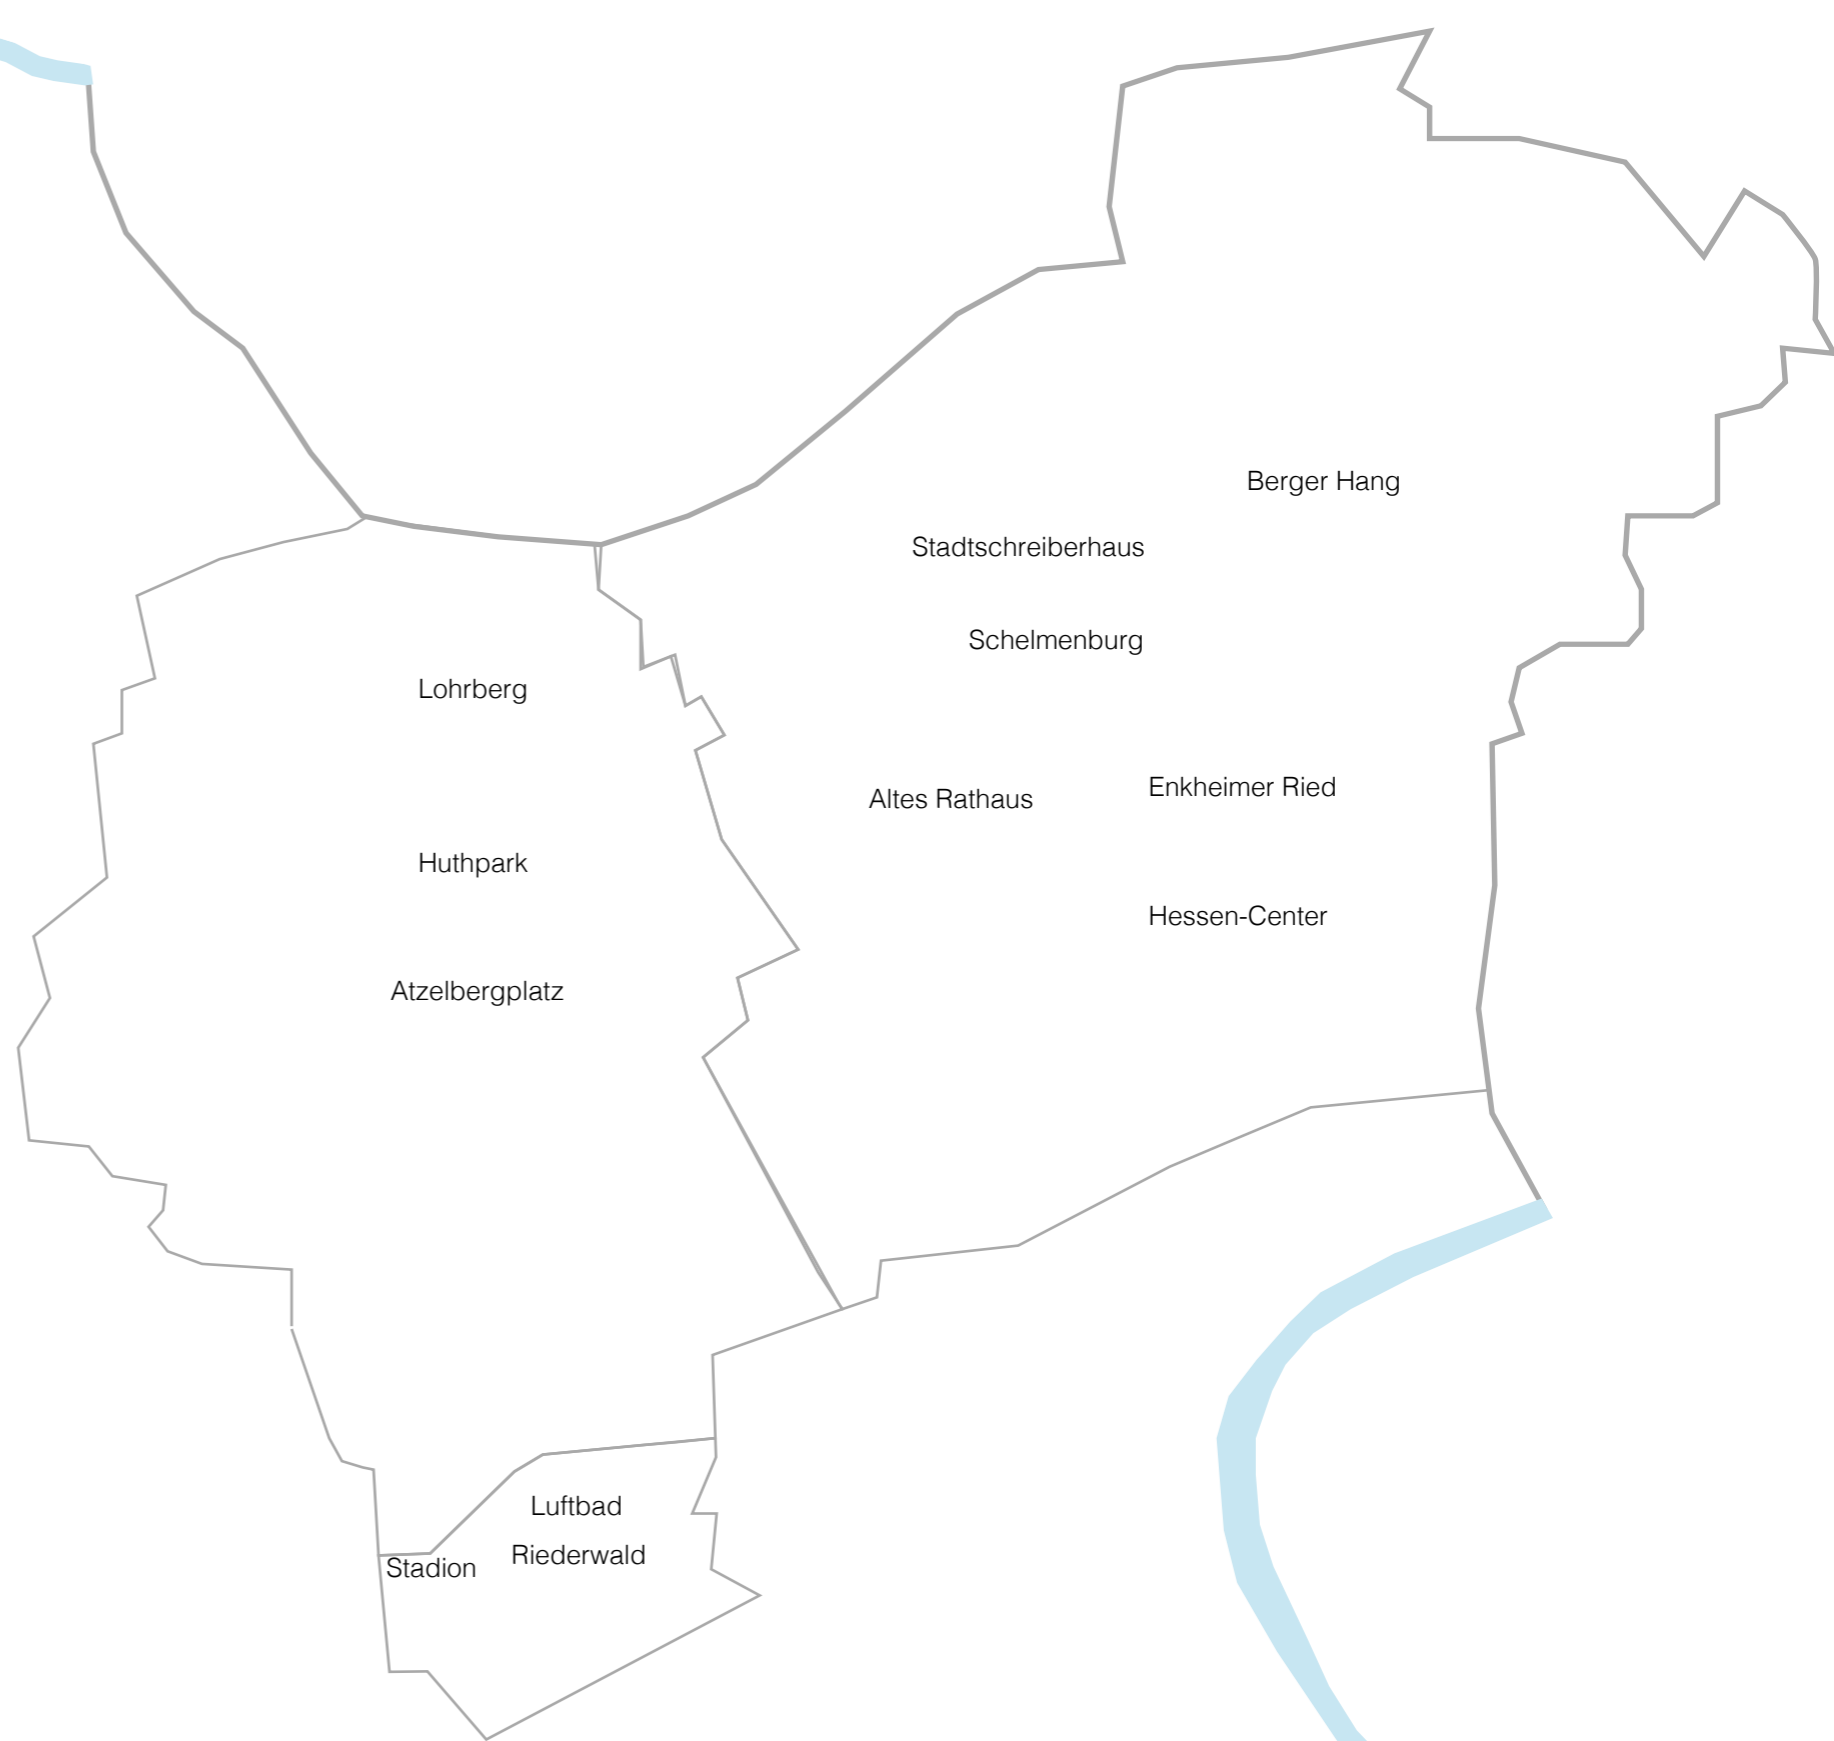 Berger Hang
Stadtschreiberhaus
Schelmenburg
Lohrberg
Enkheimer Ried
Altes Rathaus
Huthpark
Hessen-Center
Atzelbergplatz
Luftbad
Riederwald
Stadion